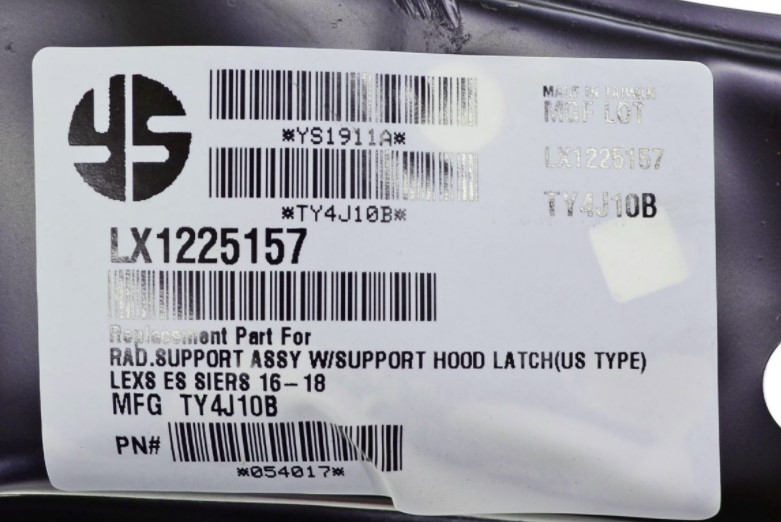 YS
*YS1911A*
*TY4J10B*
MADE IN TAIWAN
MGF LOT
LX1225157
TY4J10B
LX1225157
Replacement Part For
RAD.SUPPORT ASSY W/SUPPORT HOOD LATCH(US TYPE)
LEXS ES SIERS 16-18
MFG TY4J10B
PN#
*054017*